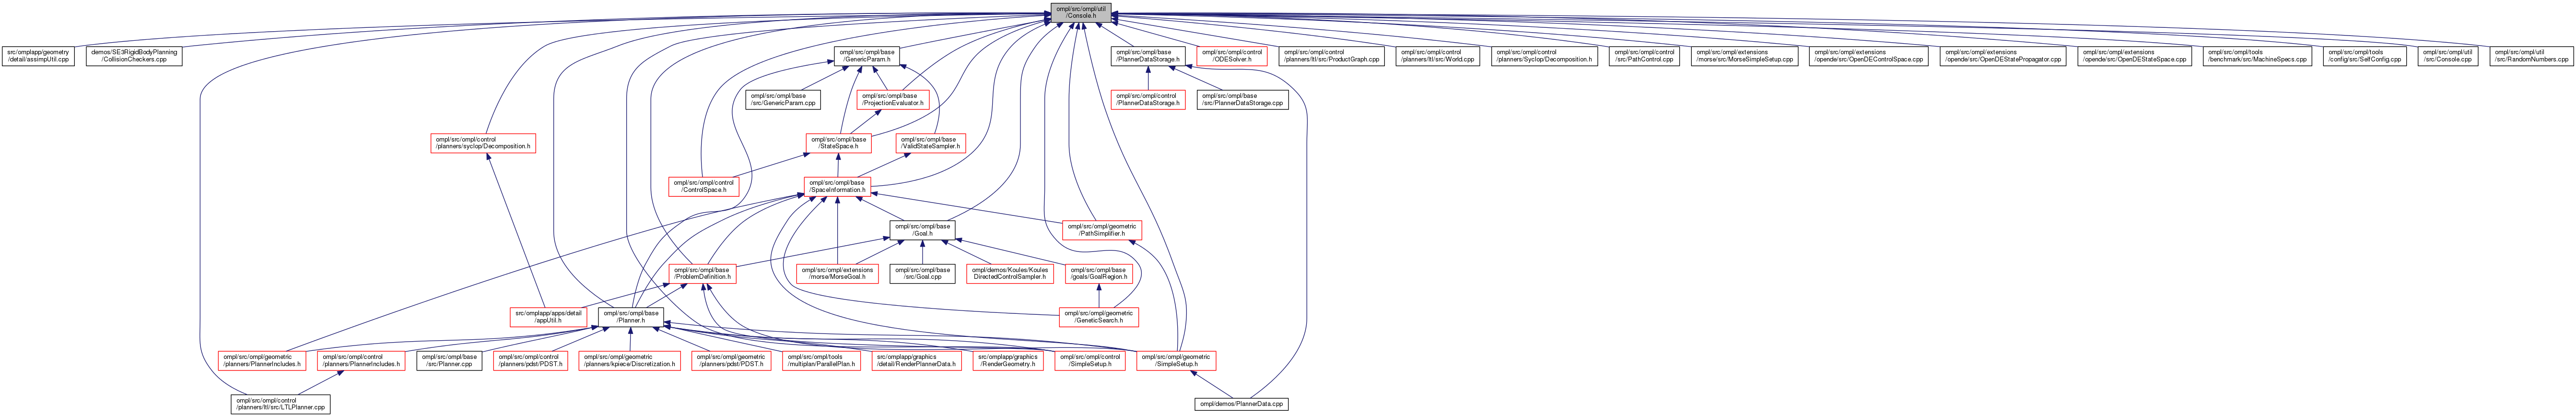 ompl/src/ompl/util
/Console.h
src/omplapp/geometry
/detail/assimpUtil.cpp
demos/SE3RigidBodyPlanning
/CollisionCheckers.cpp
ompl/src/ompl/base
/GenericParam.h
ompl/src/ompl/base
/PlannerDataStorage.h
ompl/src/ompl/control
/ODESolver.h
ompl/src/ompl/control
/planners/ltl/src/ProductGraph.cpp
ompl/src/ompl/control
/planners/ltl/src/World.cpp
ompl/src/ompl/control
/planners/Syclop/Decomposition.h
ompl/src/ompl/control
/src/PathControl.cpp
ompl/src/ompl/extensions
/morse/src/MorseSimpleSetup.cpp
ompl/src/ompl/extensions
/opende/src/OpenDEControlSpace.cpp
ompl/src/ompl/extensions
/opende/src/OpenDEStatePropagator.cpp
ompl/src/ompl/extensions
/opende/src/OpenDEStateSpace.cpp
ompl/src/ompl/tools
/benchmark/src/MachineSpecs.cpp
ompl/src/ompl/tools
/config/src/SelfConfig.cpp
ompl/src/ompl/util
/src/Console.cpp
ompl/src/ompl/util
/src/RandomNumbers.cpp
ompl/src/ompl/base
/src/GenericParam.cpp
ompl/src/ompl/base
/ProjectionEvaluator.h
ompl/src/ompl/control
/PlannerDataStorage.h
ompl/src/ompl/base
/src/PlannerDataStorage.cpp
ompl/src/ompl/control
/planners/syclop/Decomposition.h
ompl/src/ompl/base
/StateSpace.h
ompl/src/ompl/base
/ValidStateSampler.h
ompl/src/ompl/control
/ControlSpace.h
ompl/src/ompl/base
/SpaceInformation.h
ompl/src/ompl/base
/Goal.h
ompl/src/ompl/geometric
/PathSimplifier.h
ompl/src/ompl/base
/ProblemDefinition.h
ompl/src/ompl/extensions
/morse/MorseGoal.h
ompl/src/ompl/base
/src/Goal.cpp
ompl/demos/Koules/Koules
DirectedControlSampler.h
ompl/src/ompl/base
/goals/GoalRegion.h
src/omplapp/apps/detail
/appUtil.h
ompl/src/ompl/base
/Planner.h
ompl/src/ompl/geometric
/GeneticSearch.h
ompl/src/ompl/geometric
/planners/PlannerIncludes.h
ompl/src/ompl/control
/planners/PlannerIncludes.h
ompl/src/ompl/base
/src/Planner.cpp
ompl/src/ompl/control
/planners/pdst/PDST.h
ompl/src/ompl/geometric
/planners/kpiece/Discretization.h
ompl/src/ompl/geometric
/planners/pdst/PDST.h
ompl/src/ompl/tools
/multiplan/ParallelPlan.h
src/omplapp/graphics
/detail/RenderPlannerData.h
src/omplapp/graphics
/RenderGeometry.h
ompl/src/ompl/control
/SimpleSetup.h
ompl/src/ompl/geometric
/SimpleSetup.h
ompl/src/ompl/control
/planners/ltl/src/LTLPlanner.cpp
ompl/demos/PlannerData.cpp